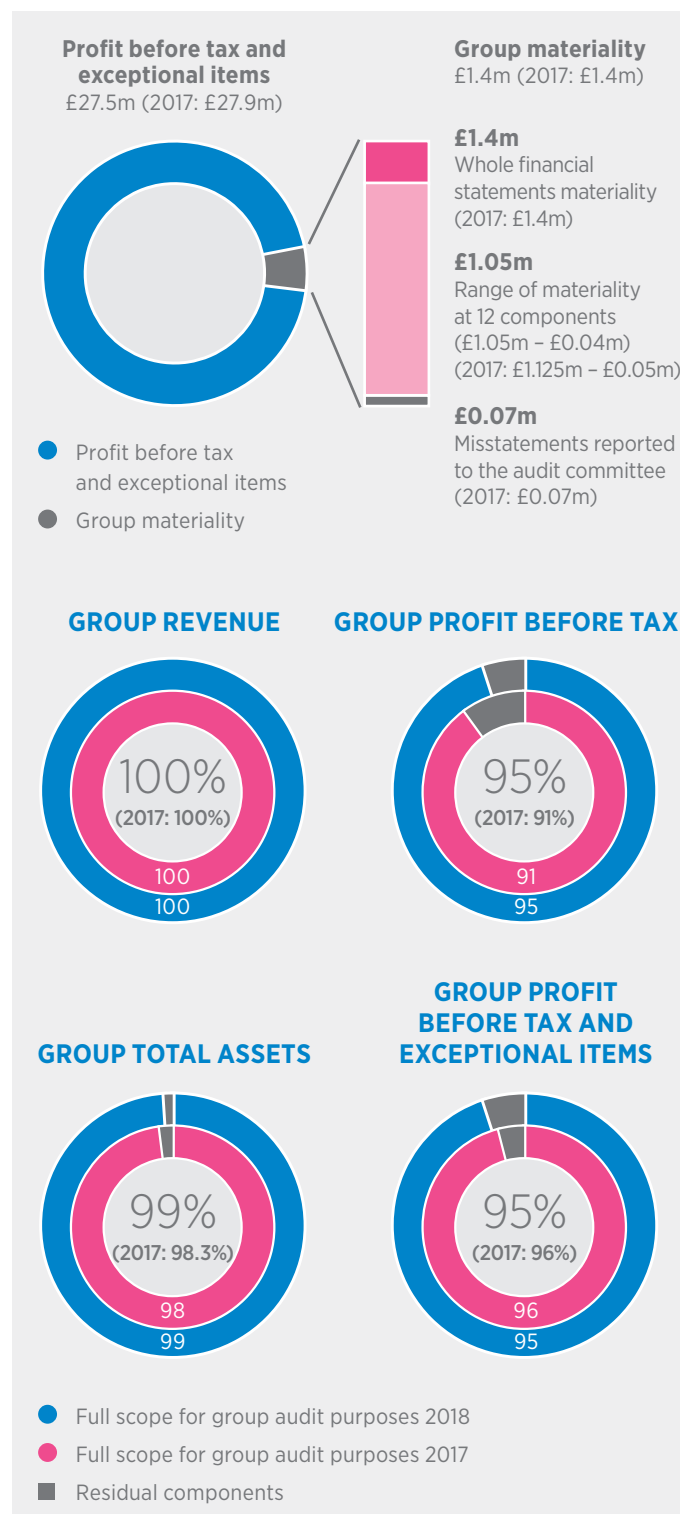 Profit before tax and
exceptional items
£27.5m (2017: £27.9m)
Group materiality
£1.4m (2017: £1.4m)
£1.4m
Whole financial
statements materiality
(2017: £1.4m)
£1.05m
Range of materiality
at 12 components
(£1.05m – £0.04m)
(2017: £1.125m – £0.05m)
£0.07m
Misstatements reported
to the audit committee
(2017: £0.07m)
Profit before tax
and exceptional items
Group materiality
GROUP REVENUE
100%
(2017: 100%)
100
100
GROUP PROFIT BEFORE TAX
95%
(2017: 91%)
91
95
GROUP TOTAL ASSETS
99%
(2017: 98.3%)
98
99
GROUP PROFIT
BEFORE TAX AND
EXCEPTIONAL ITEMS
95%
(2017: 96%)
96
95
Full scope for group audit purposes 2018
Full scope for group audit purposes 2017
Residual components